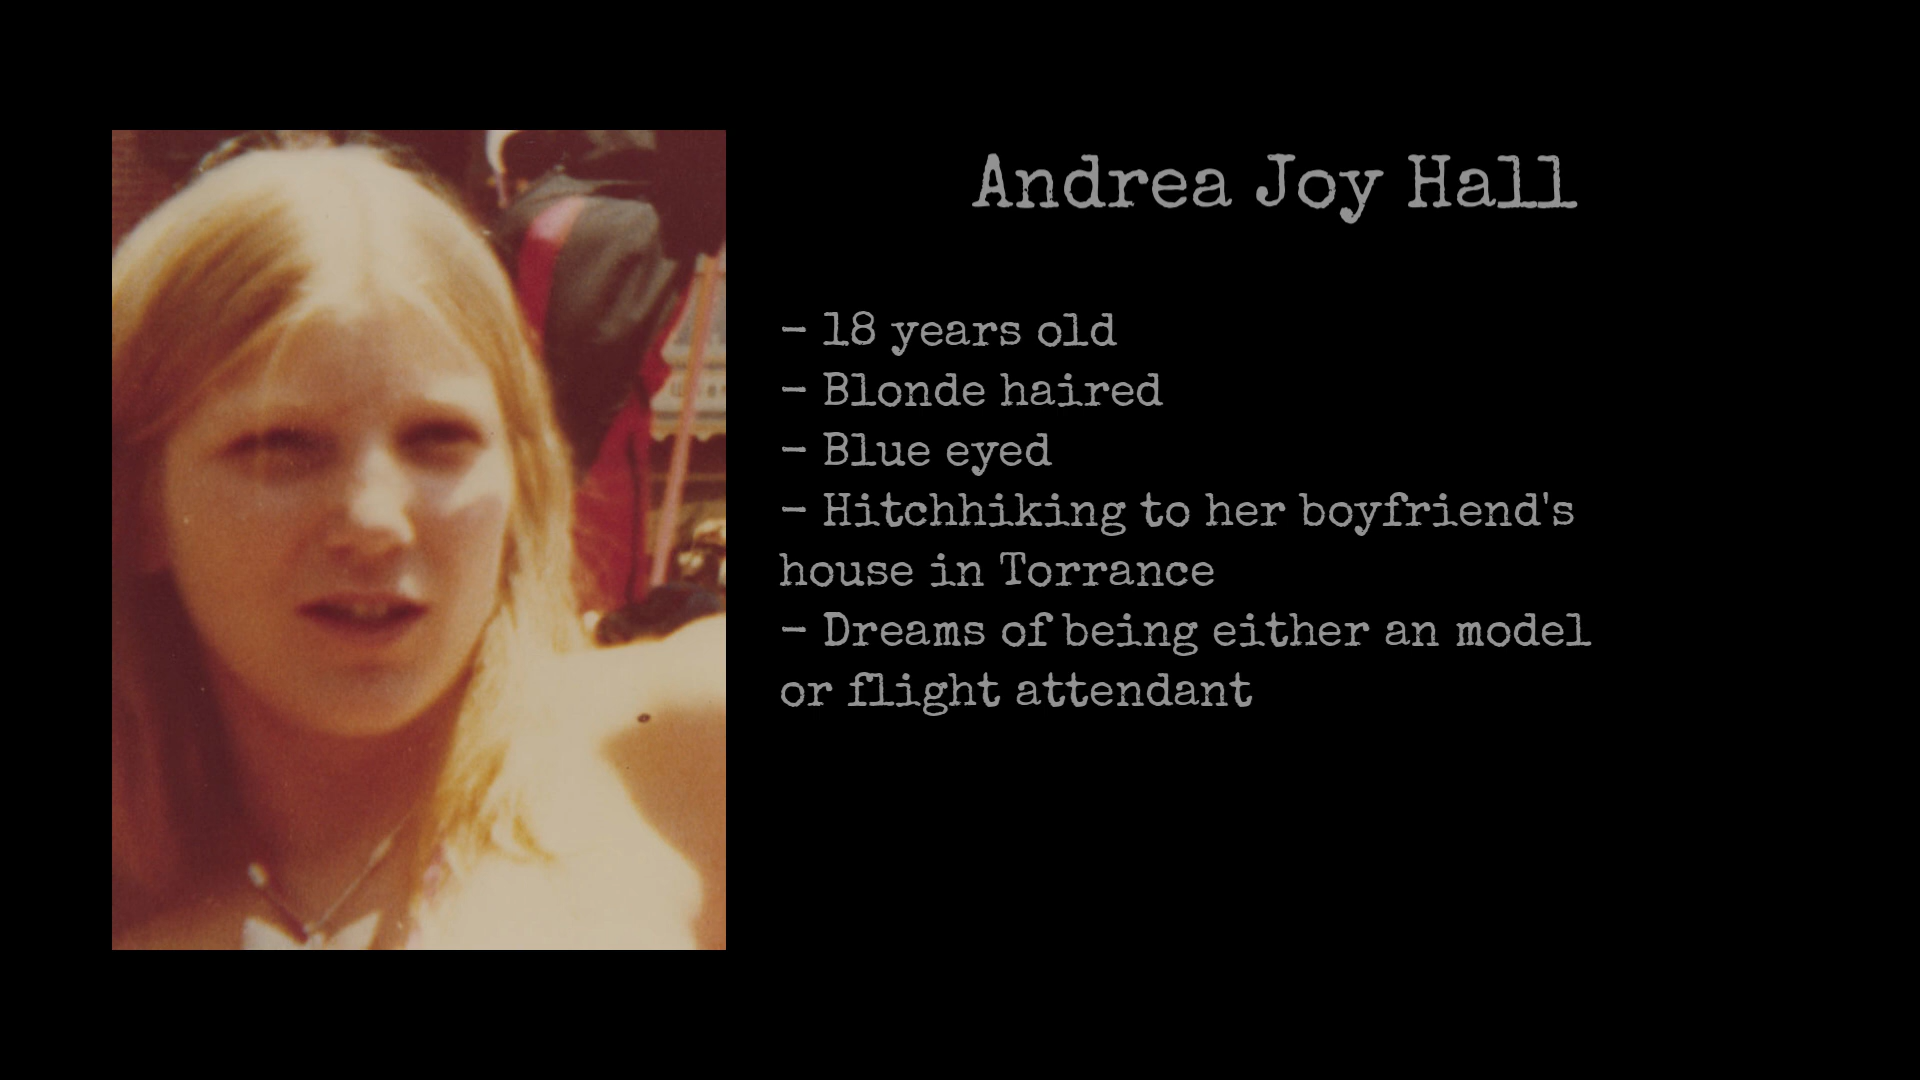 Andrea Joy Hall
- 18 years old
- Blonde haired
- Blue eyed
- Hitchhiking to her boyfriend's
house in Torrance
- Dreams of being either an model
or flight attendant